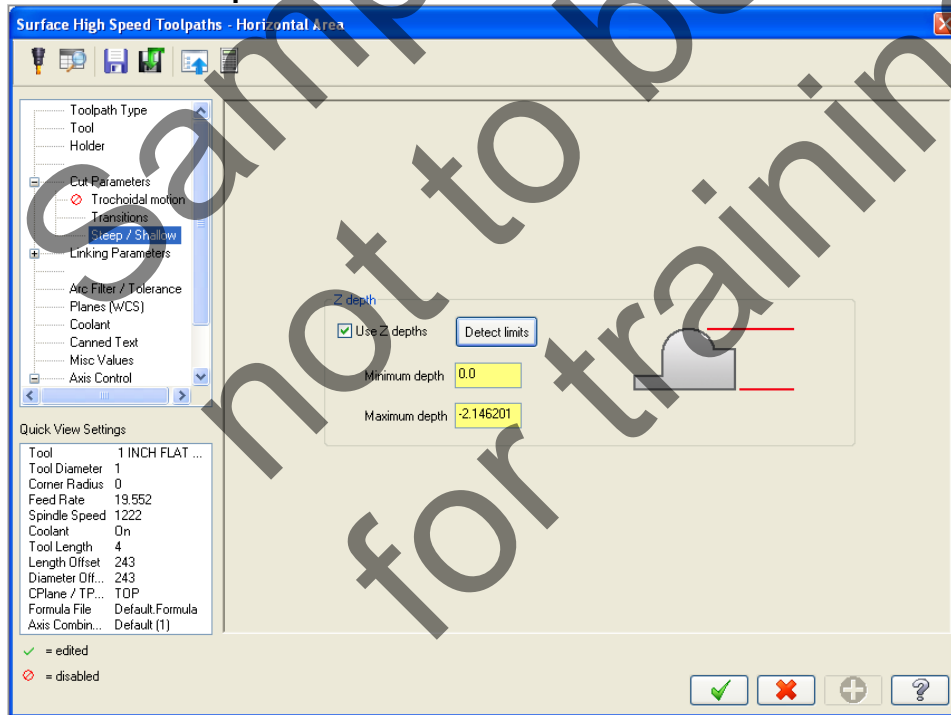 Surface High Speed Toolpaths - Horizontal Area
Toolpath Type
Tool
Holder
Cut Parameters
Trochoidal motion
Transitions
Steep / Shallow
Linking Parameters
Arc Filter / Tolerance
Planes (WCS)
Coolant
Canned Text
Misc Values
Axis Control
Z depth
Use Z depths
Detect limits
Minimum depth 0.0
Maximum depth -2.146201
Quick View Settings
Tool 1 INCH FLAT ...
Tool Diameter 1
Corner Radius 0
Feed Rate 19.552
Spindle Speed 1222
Coolant On
Tool Length 4
Length Offset 243
Diameter Off... 243
CPlane / TP... TOP
Formula File Default.Formula
Axis Combin... Default (1)
= edited
= disabled
not to b
for trainin